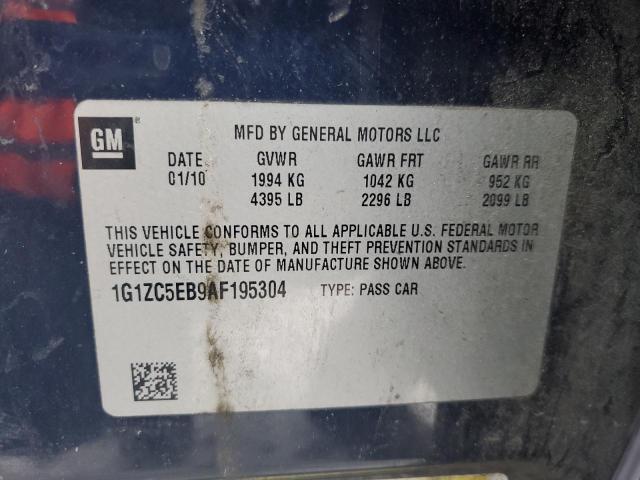 GM ®
MFD BY GENERAL MOTORS LLC
DATE GVWR GAWR FRT GAWR RR
01/10 1994 KG 1042 KG 952 KG
4395 LB 2296 LB 2099 LB
THIS VEHICLE CONFORMS TO ALL APPLICABLE U.S. FEDERAL MOTOR
VEHICLE SAFETY, BUMPER, AND THEFT PREVENTION STANDARDS IN
EFFECT ON THE DATE OF MANUFACTURE SHOWN ABOVE.
1G1ZC5EB9AF195304 TYPE: PASS CAR